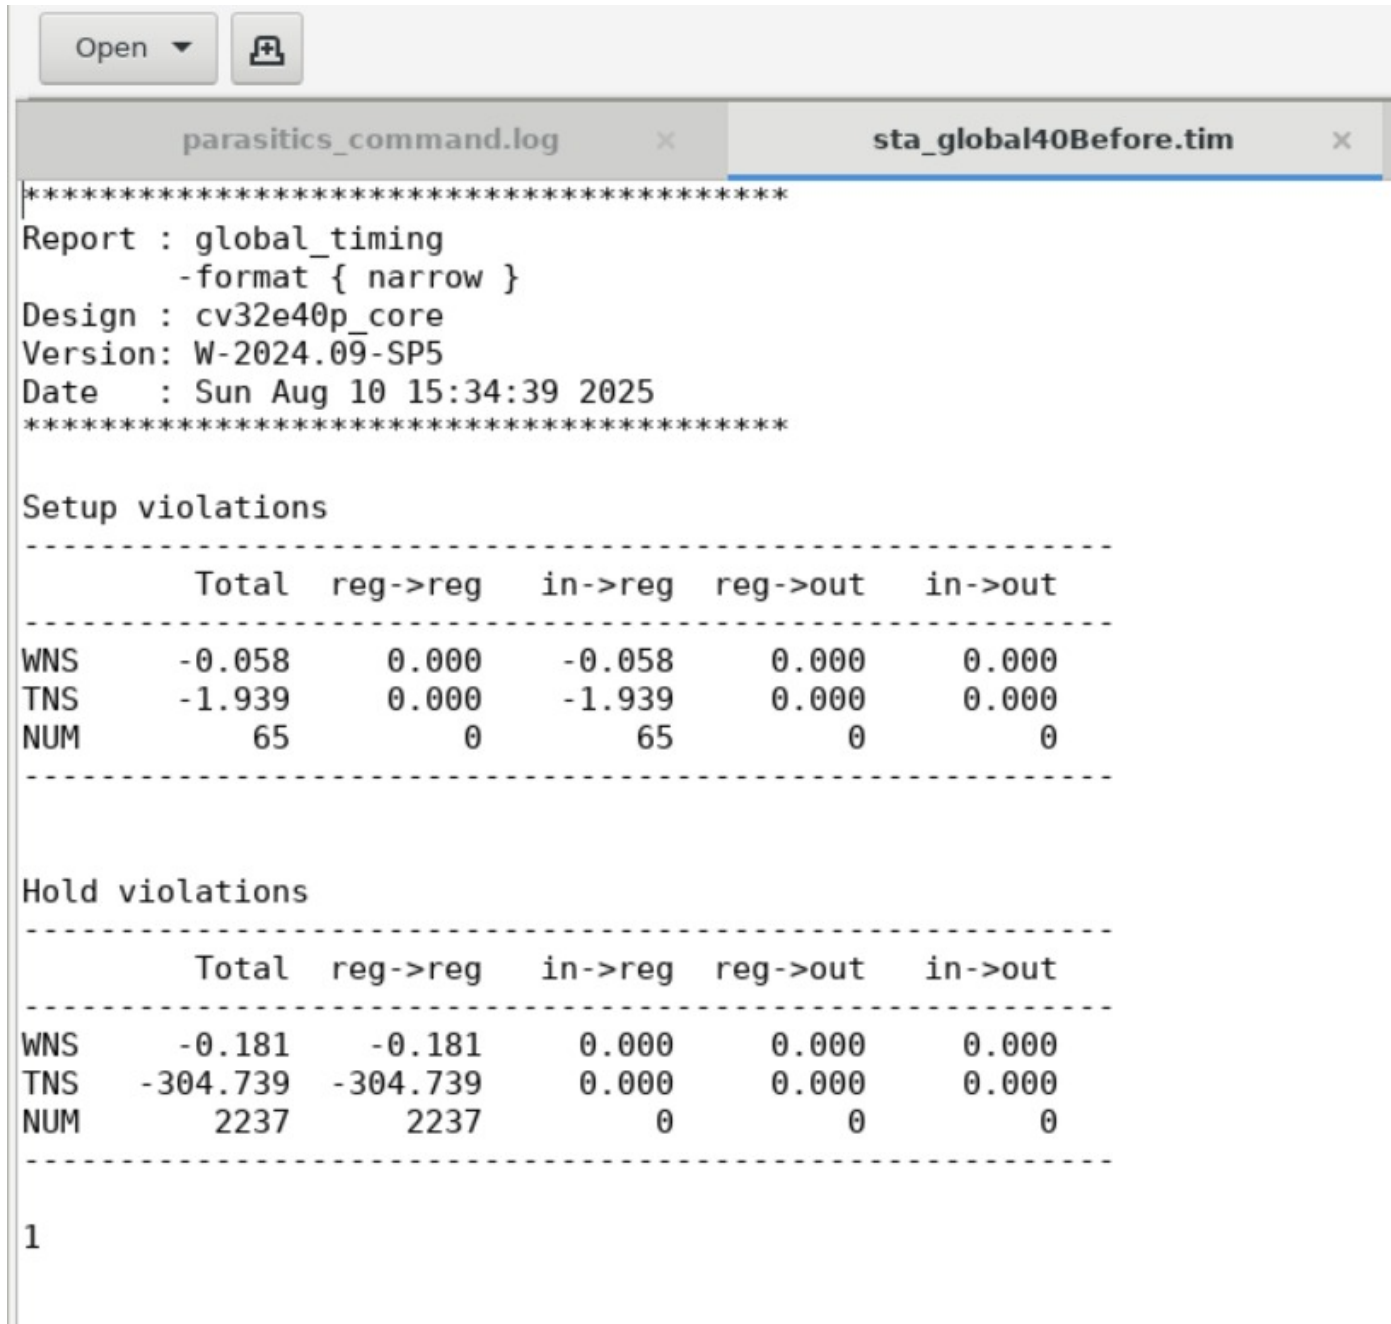 Open
parasitics_command.log × sta_global40Before.tim ×
****************************************
Report : global_timing
        -format { narrow }
Design : cv32e40p_core
Version: W-2024.09-SP5
Date   : Sun Aug 10 15:34:39 2025
****************************************
Setup violations
---------------------------------------------------------
         Total  reg->reg   in->reg  reg->out   in->out
---------------------------------------------------------
WNS     -0.058     0.000    -0.058     0.000     0.000
TNS     -1.939     0.000    -1.939     0.000     0.000
NUM         65         0        65         0         0
---------------------------------------------------------
Hold violations
---------------------------------------------------------
         Total  reg->reg   in->reg  reg->out   in->out
---------------------------------------------------------
WNS     -0.181    -0.181     0.000     0.000     0.000
TNS   -304.739  -304.739     0.000     0.000     0.000
NUM       2237      2237         0         0         0
---------------------------------------------------------
1